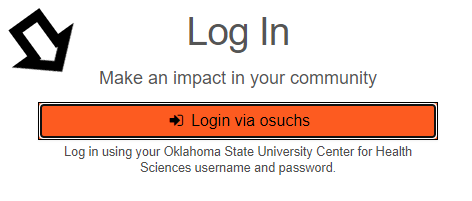 Log In
Make an impact in your community
Login via osuchs
Log in using your Oklahoma State University Center for Health
Sciences username and password.